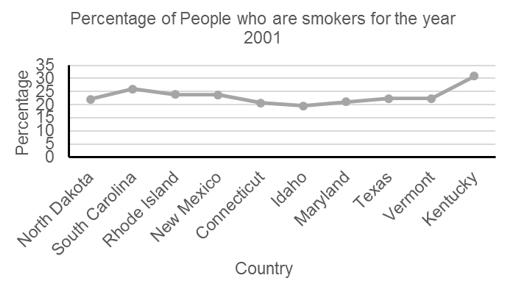 Percentage of People who are smokers for the year
2001
Percentage
35
30
25
20
15
10
5
0
North Dakota
South Carolina
Rhode Island
New Mexico
Connecticut
Idaho
Maryland
Texas
Vermont
Kentucky
Country